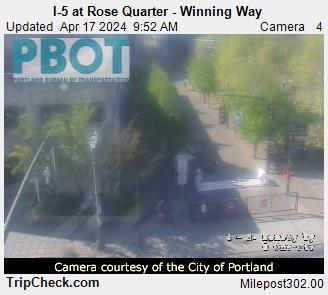 I-5 at Rose Quarter - Winning Way
Updated Apr 17 2024 9:52 AM Camera 4
PBOT
PORTLAND BUREAU OF TRANSPORTATION
Camera courtesy of the City of Portland
TripCheck.com Milepost302.00